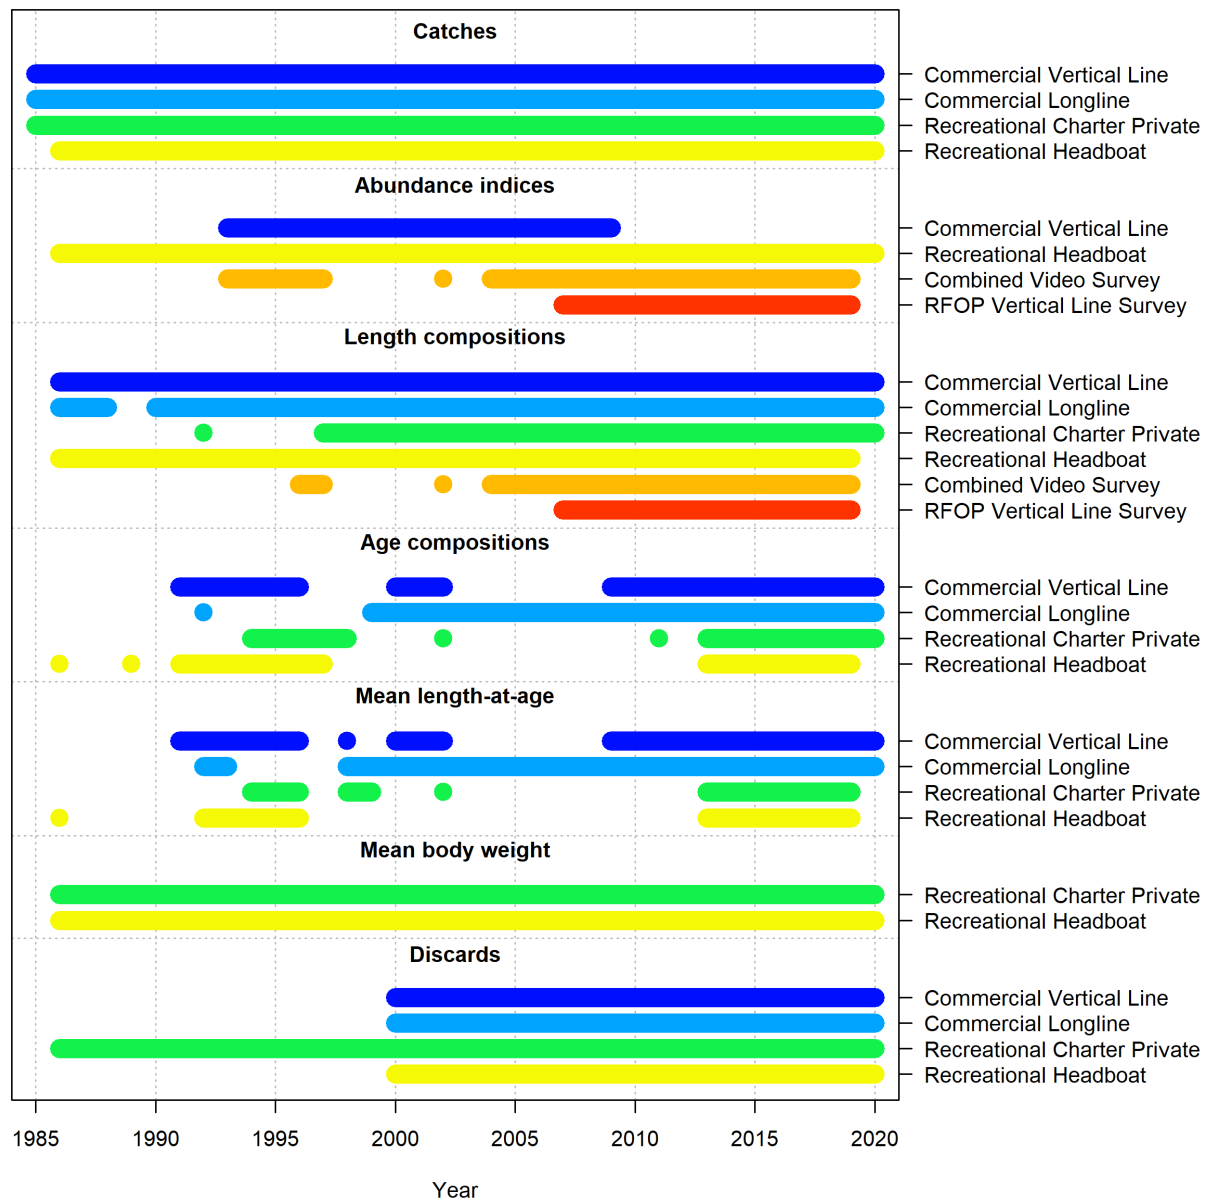 Catches
Commercial Vertical Line
Commercial Longline
Recreational Charter Private
Recreational Headboat
Abundance indices
Commercial Vertical Line
Recreational Headboat
Combined Video Survey
RFOP Vertical Line Survey
Length compositions
Commercial Vertical Line
Commercial Longline
Recreational Charter Private
Recreational Headboat
Combined Video Survey
RFOP Vertical Line Survey
Age compositions
Commercial Vertical Line
Commercial Longline
Recreational Charter Private
Recreational Headboat
Mean length-at-age
Commercial Vertical Line
Commercial Longline
Recreational Charter Private
Recreational Headboat
Mean body weight
Recreational Charter Private
Recreational Headboat
Discards
Commercial Vertical Line
Commercial Longline
Recreational Charter Private
Recreational Headboat
1985 1990 1995 2000 2005 2010 2015 2020
Year